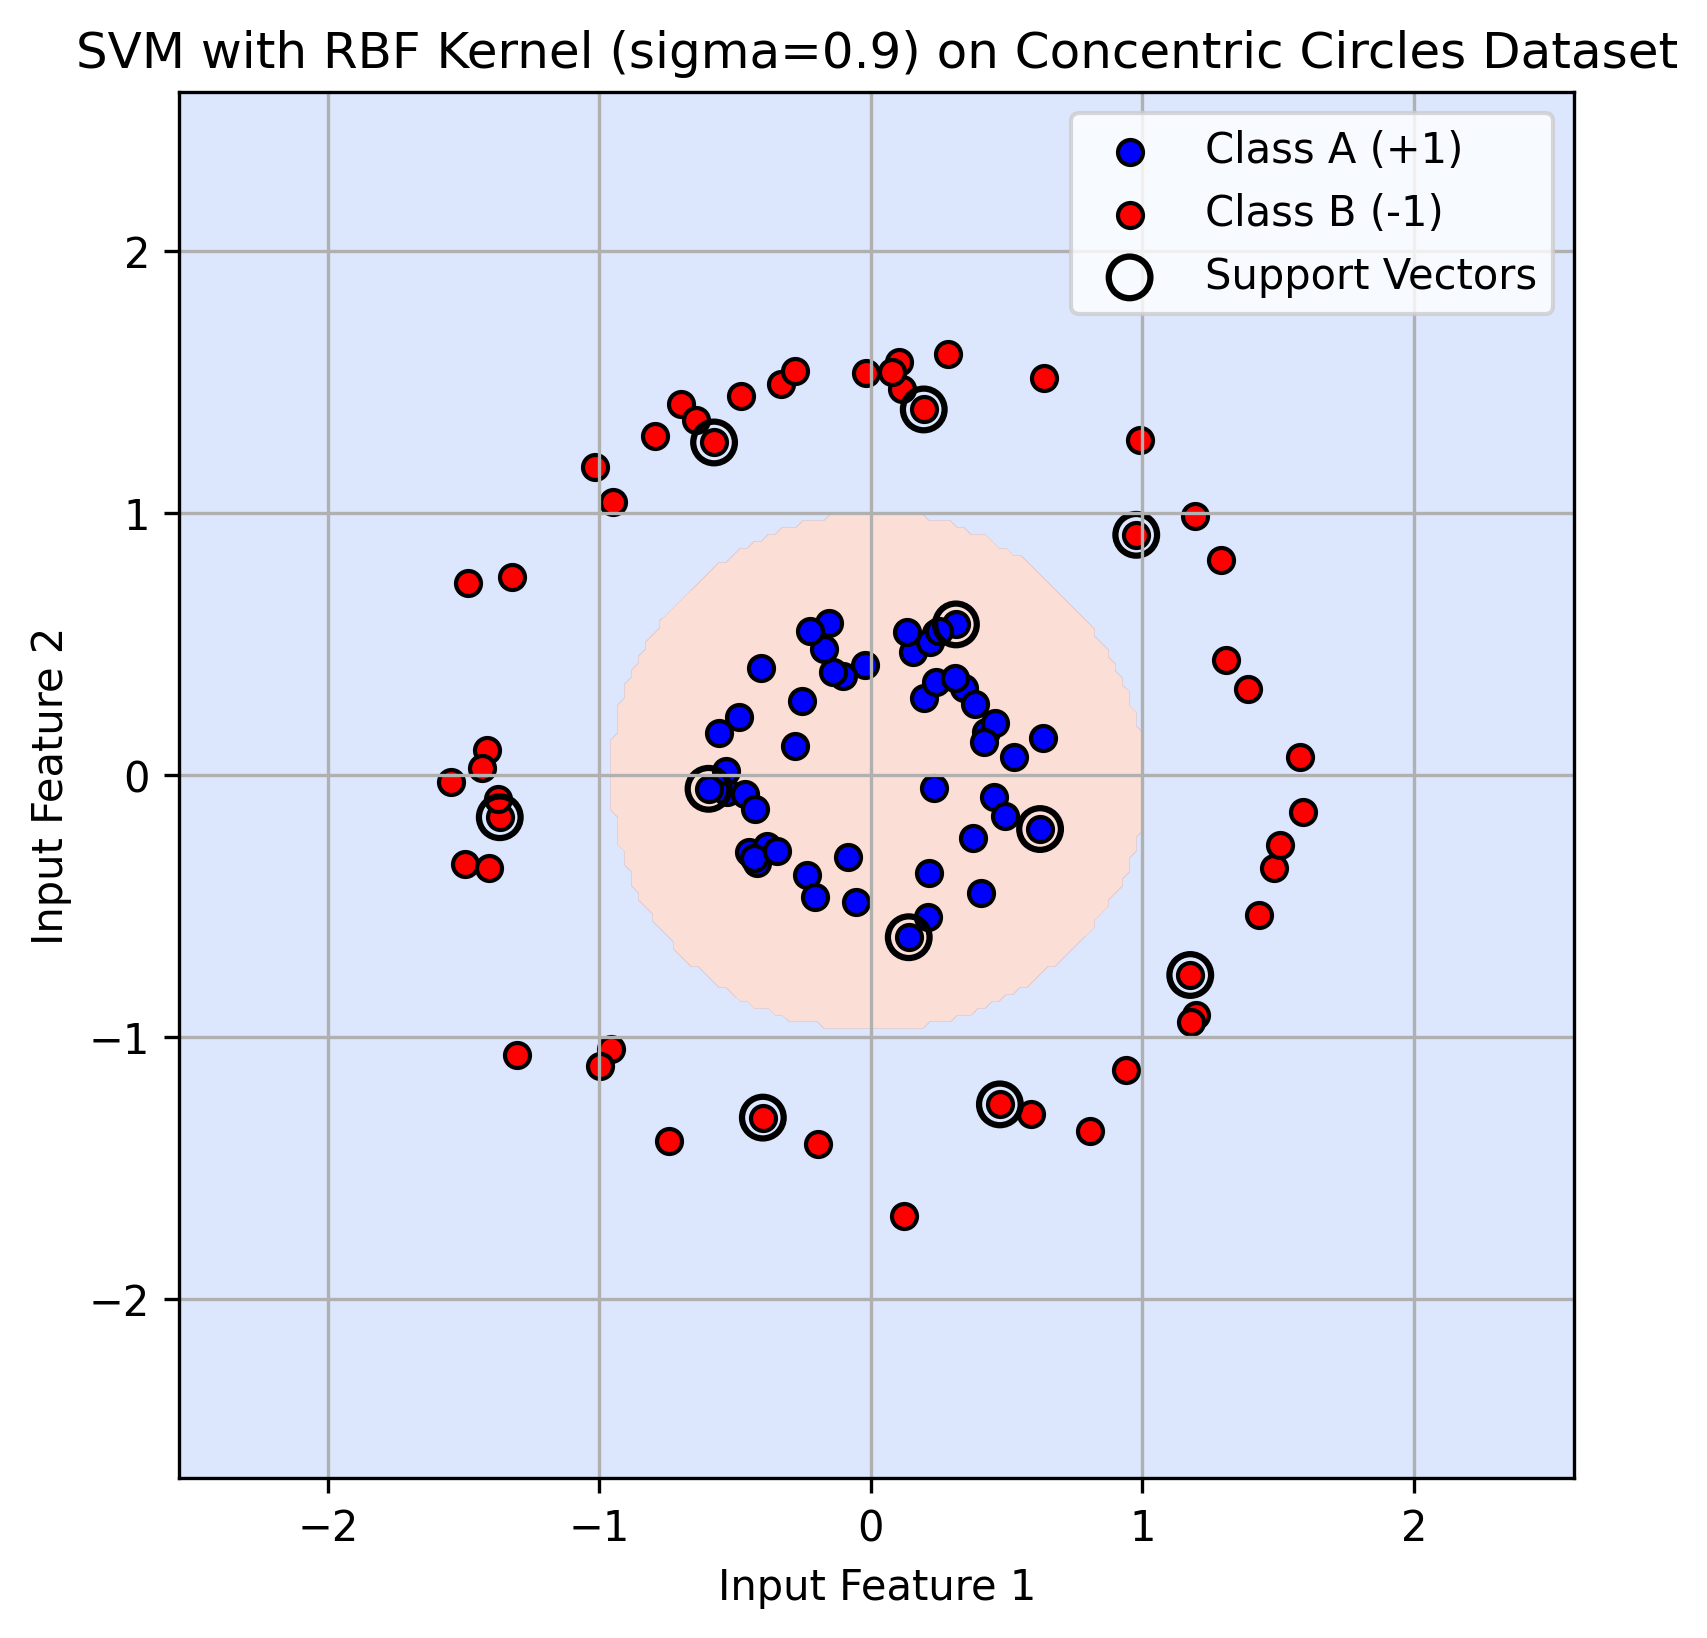 SVM with RBF Kernel (sigma=0.9) on Concentric Circles Dataset
Class A (+1)
Class B (-1)
Support Vectors
2
1
0
−1
−2
Input Feature 2
−2
−1
0
1
2
Input Feature 1